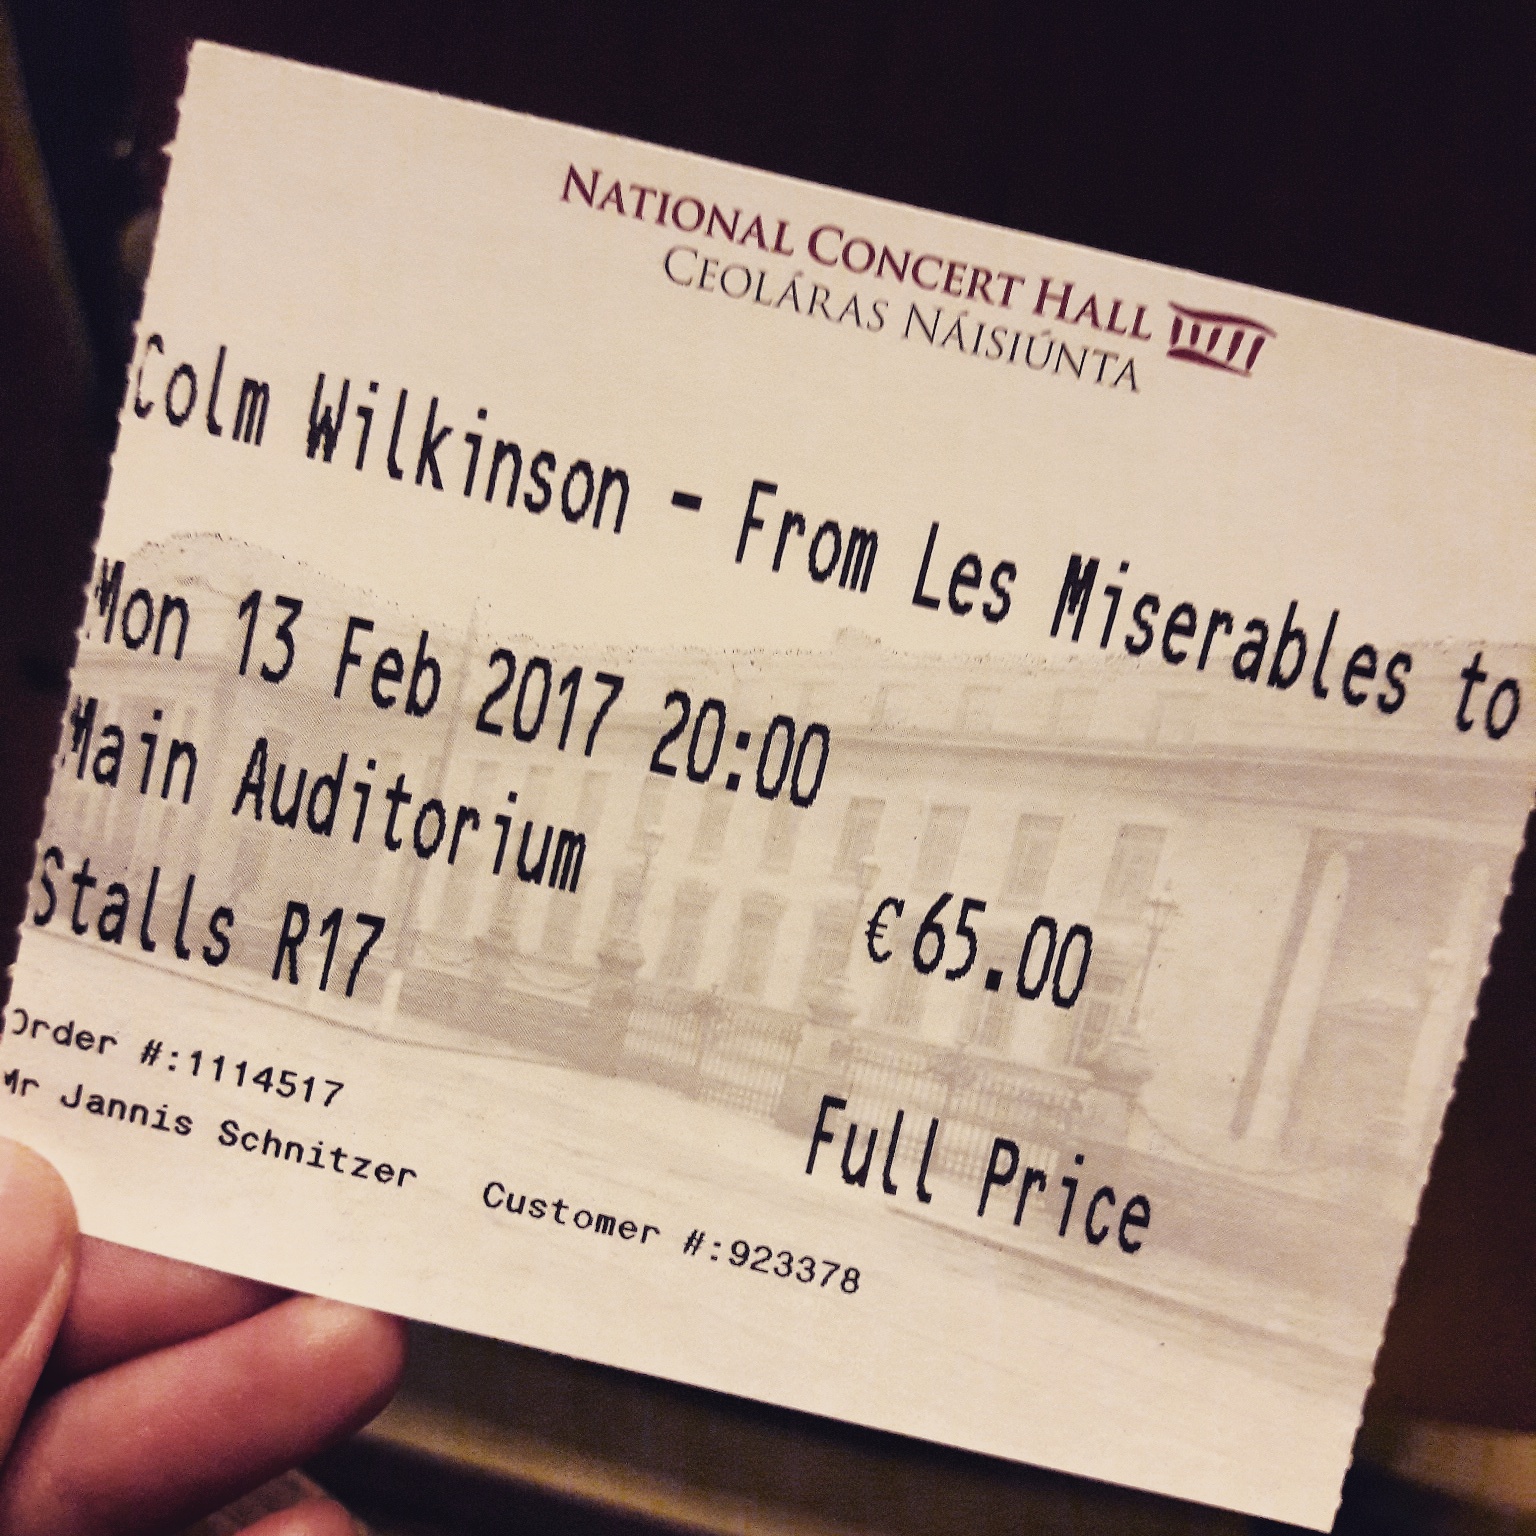 NATIONAL CONCERT HALL
CEOLÁRAS NÁISIÚNTA
Colm Wilkinson - From Les Miserables to
Mon 13 Feb 2017 20:00
Main Auditorium
Stalls R17
€65.00
Order #:1114517
Full Price
Mr Jannis Schnitzer Customer #:923378